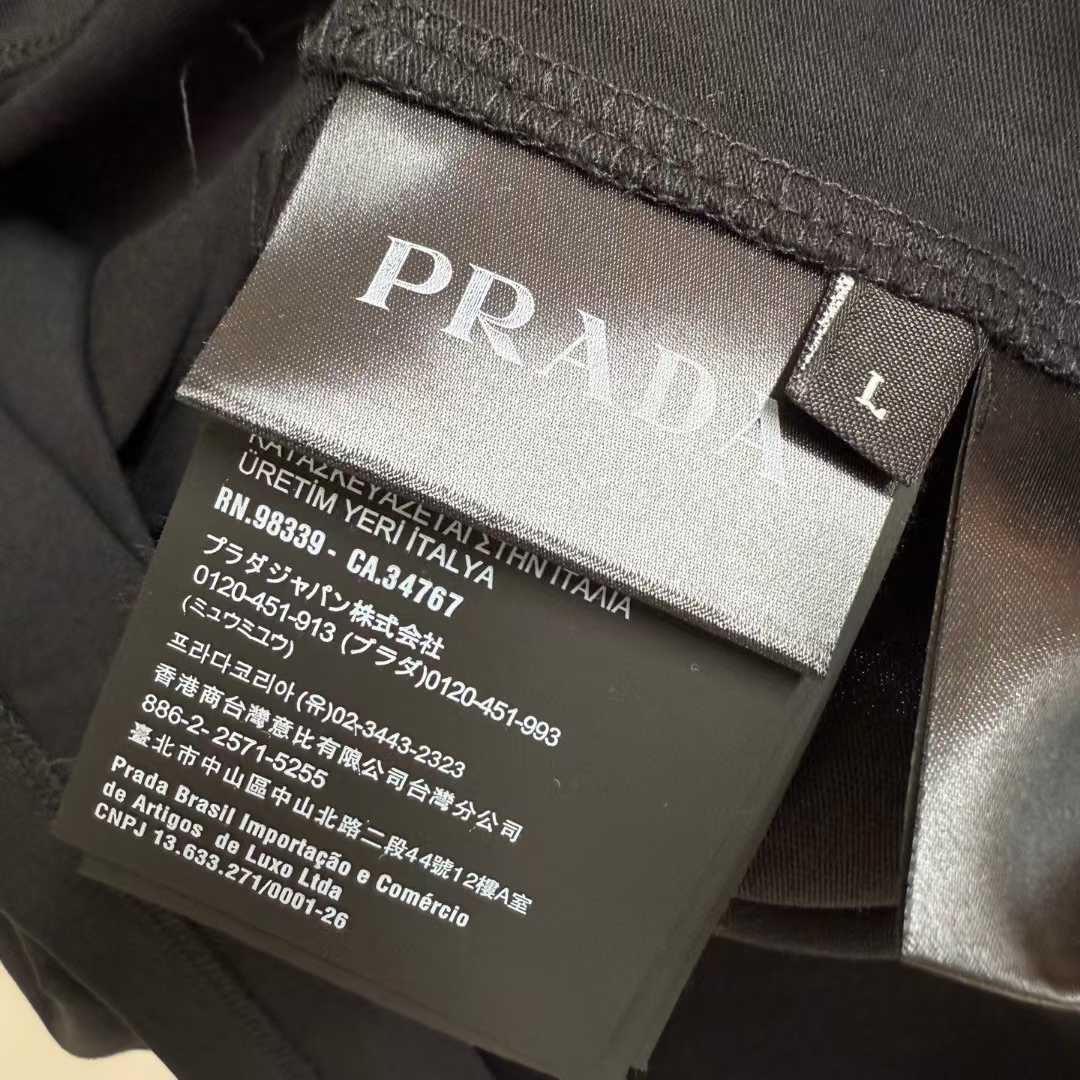 PRADA
L
ΚΑΤΑΣΚΕΥΑΖΕΤΑΙ ΣΤΗΝ ΙΤΑΛΙΑ
ÜRETİM YERİ İTALYA
RN.98339 - CA.34767
プラダジャパン株式会社
0120-451-913 (プラダ)0120-451-993
(ミュウミュウ)
프라다코리아(유)02-3443-2323
香港商台灣意比有限公司台灣分公司
886-2- 2571-5255
臺北市中山區中山北路二段44號12樓A室
Prada Brasil Importação e Comércio
de Artigos de Luxo Ltda
CNPJ 13.633.271/0001-26